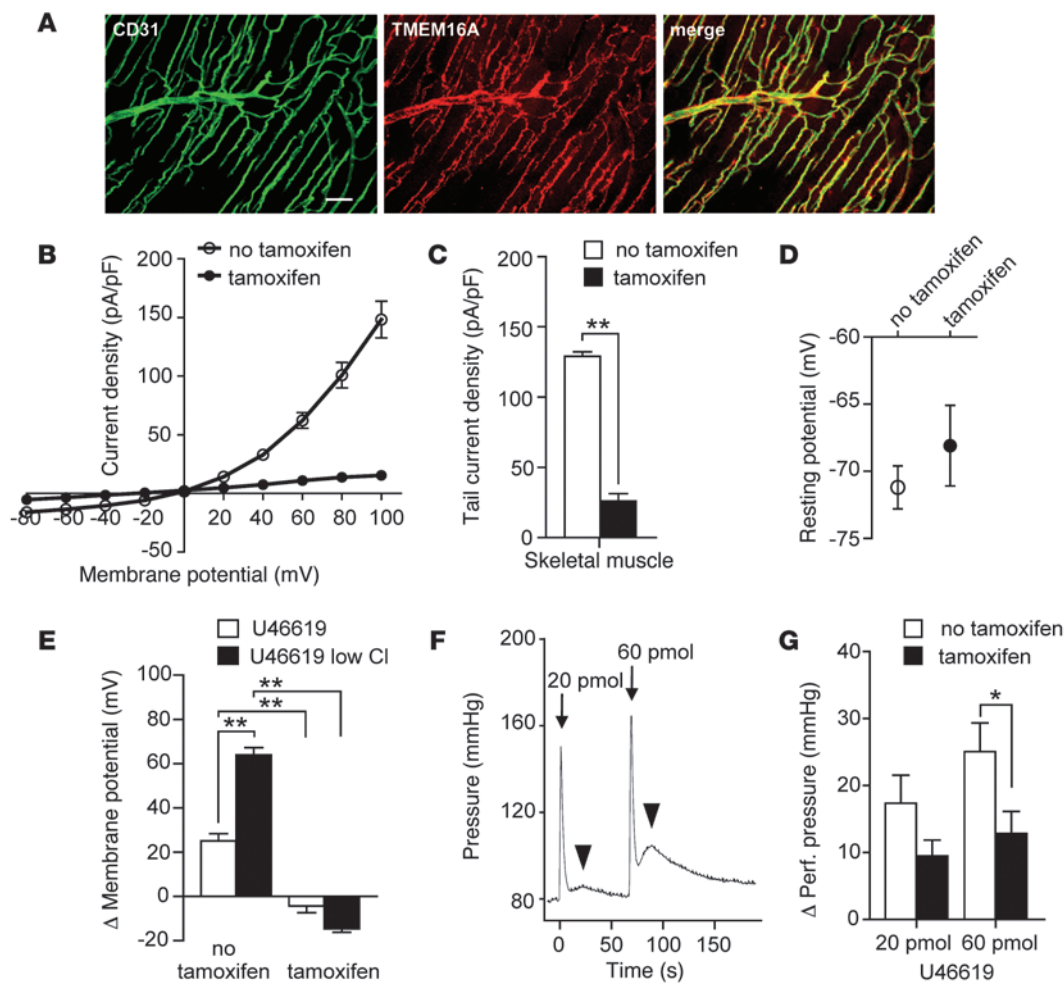 A
CD31
TMEM16A
merge
B
no tamoxifen
tamoxifen
Current density (pA/pF)
200
150
100
50
-50
-80 -60 -40 -20 0 20 40 60 80 100
Membrane potential (mV)
C
no tamoxifen
tamoxifen
Tail current density (pA/pF)
200
150
100
50
0
**
Skeletal muscle
D
no tamoxifen
tamoxifen
Resting potential (mV)
-60
-65
-70
-75
E
U46619
U46619 low Cl
Δ Membrane potential (mV)
100
80
60
40
20
0
-20
**
**
**
no tamoxifen
tamoxifen
F
Pressure (mmHg)
200
160
120
80
20 pmol
60 pmol
0 50 100 150
Time (s)
G
no tamoxifen
tamoxifen
Δ Perf. pressure (mmHg)
40
30
20
10
0
*
20 pmol 60 pmol
U46619